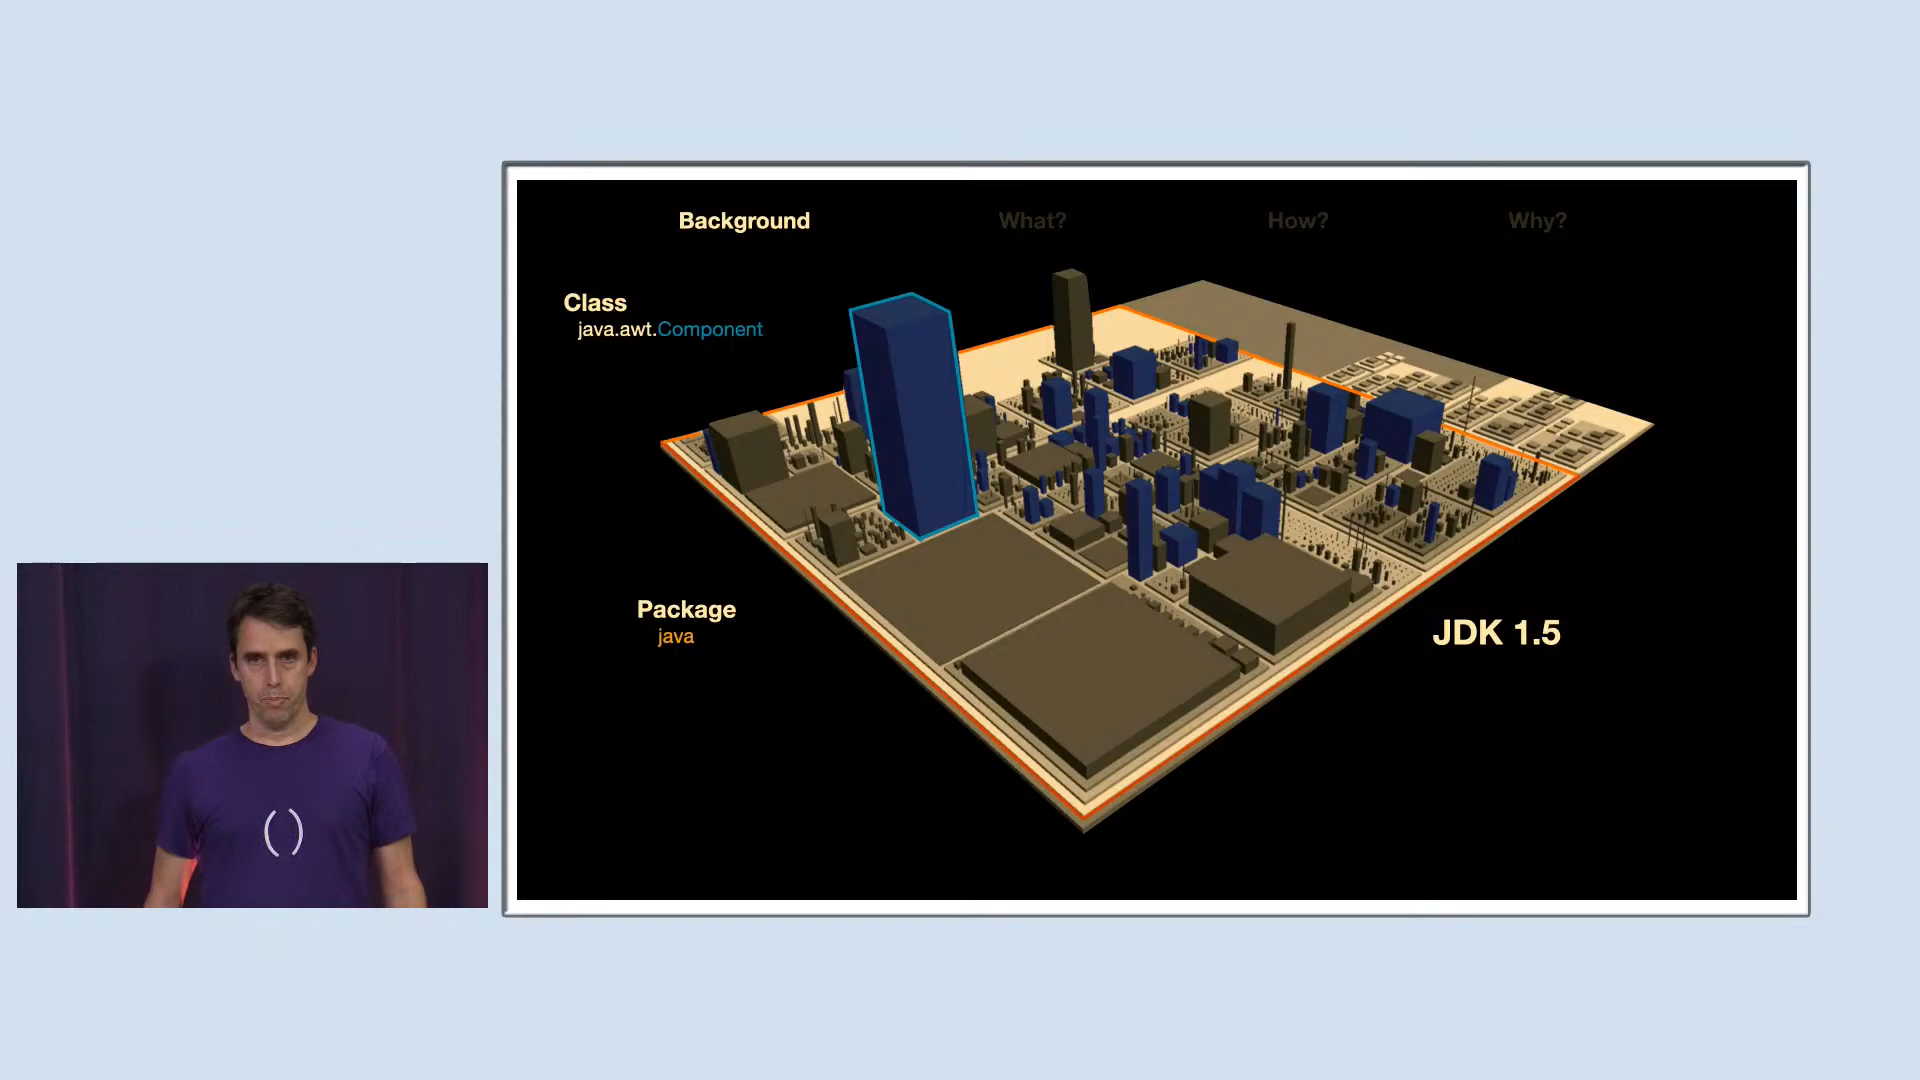 Background What? How? Why?
Class
java.awt.Component
Package
java
JDK 1.5
( )